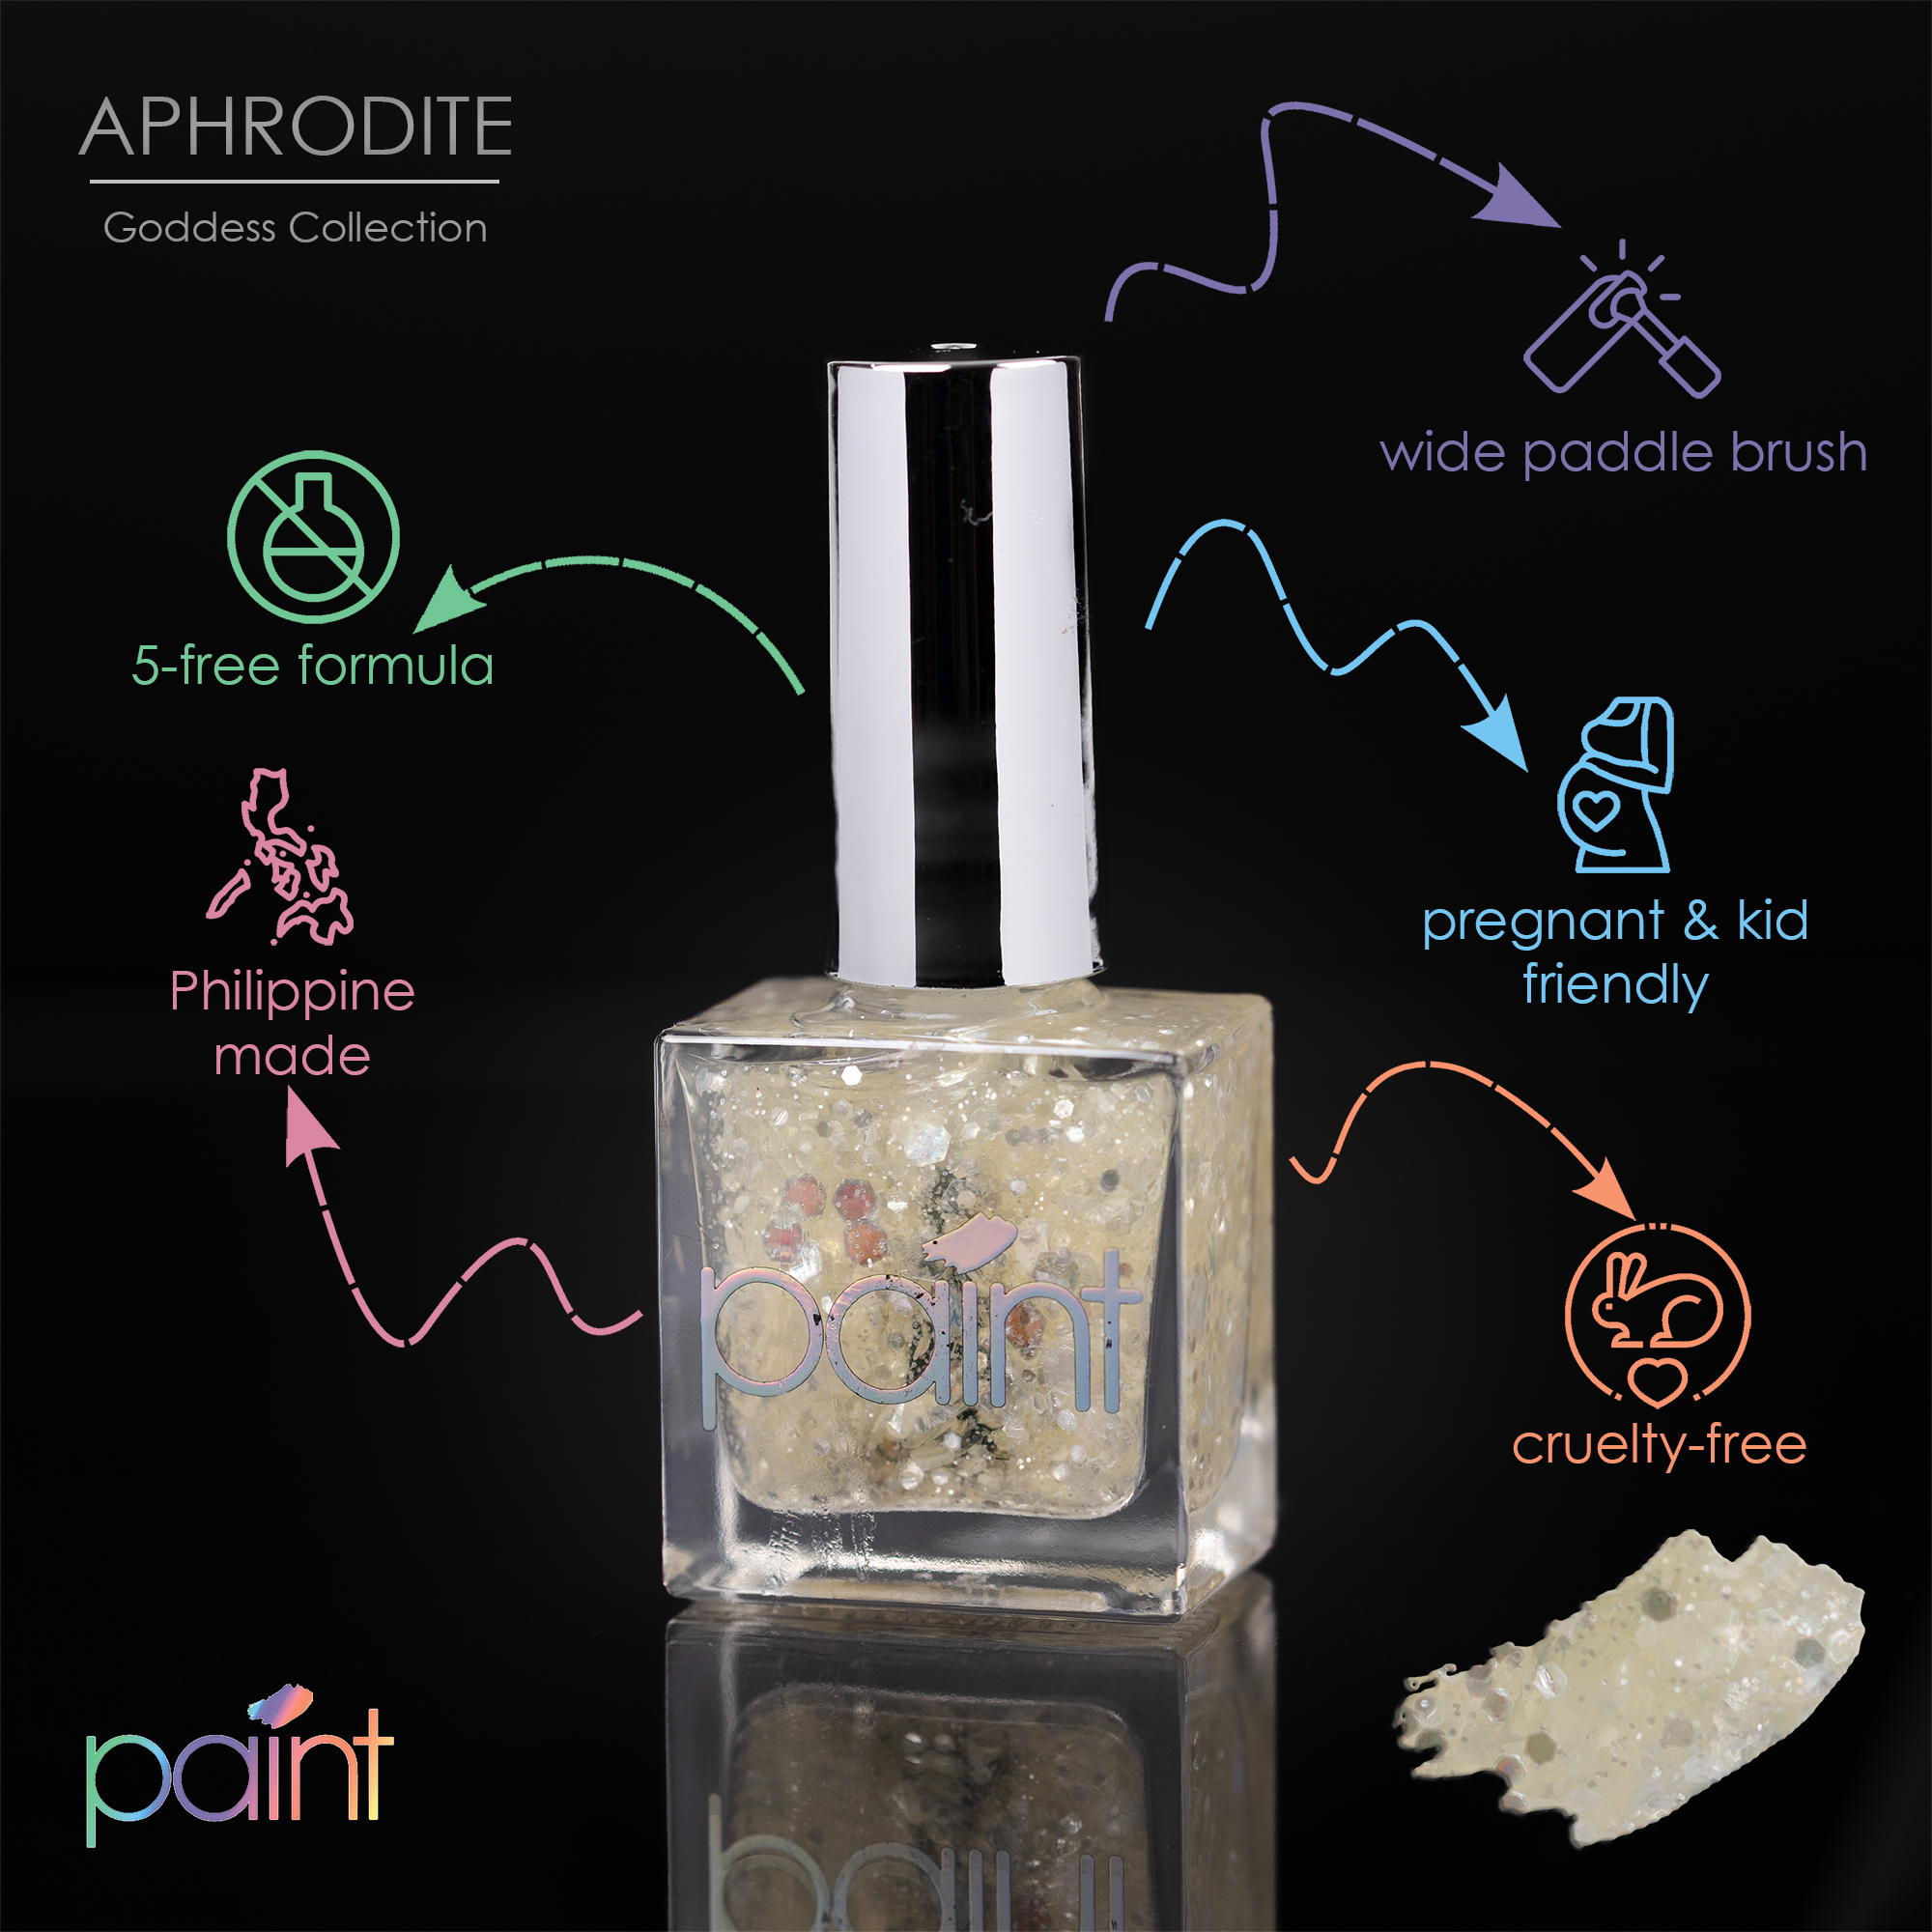 APHRODITE
Goddess Collection
wide paddle brush
5-free formula
pregnant & kid
friendly
Philippine
made
cruelty-free
paint
paint